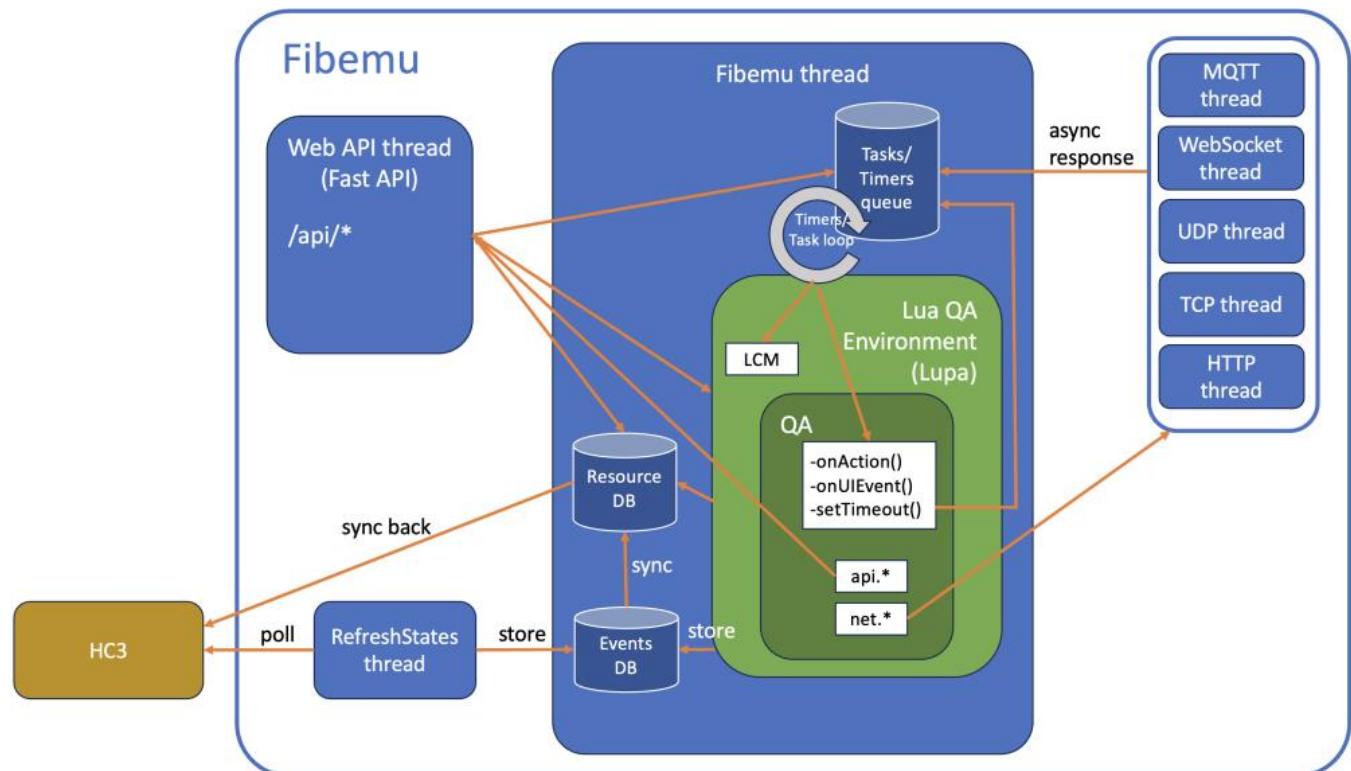 Fibemu
Web API thread
(Fast API)
/api/*
Fibemu thread
Tasks/
Timers
queue
Timers/
Task loop
async
response
MQTT
thread
WebSocket
thread
UDP thread
TCP thread
HTTP
thread
Lua QA
Environment
(Lupa)
LCM
QA
-onAction()
-onUIEvent()
-setTimeout()
api.*
net.*
Resource
DB
sync back
sync
HC3
poll
RefreshStates
thread
store
Events
DB
store